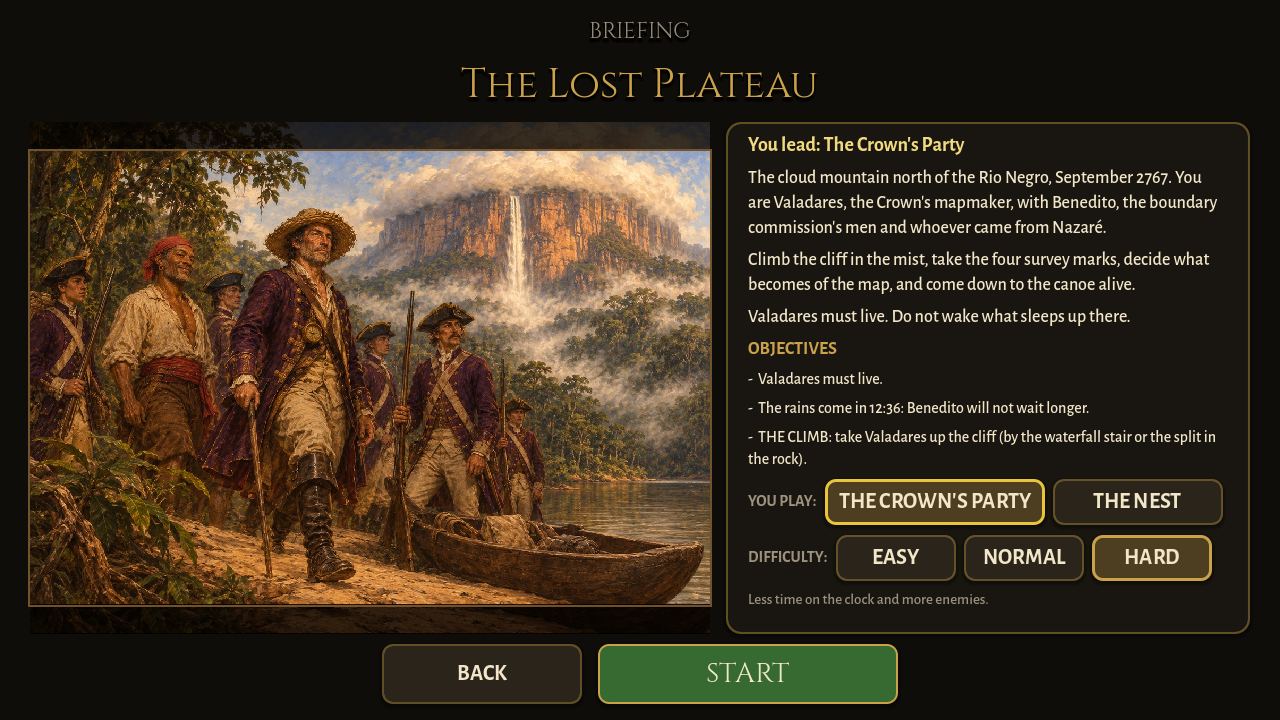 BRIEFING
The Lost Plateau
You lead: The Crown's Party
The cloud mountain north of the Rio Negro, September 2767. You
are Valadares, the Crown's mapmaker, with Benedito, the boundary
commission's men and whoever came from Nazaré.
Climb the cliff in the mist, take the four survey marks, decide what
becomes of the map, and come down to the canoe alive.
Valadares must live. Do not wake what sleeps up there.
OBJECTIVES
- Valadares must live.
- The rains come in 12:36: Benedito will not wait longer.
- THE CLIMB: take Valadares up the cliff (by the waterfall stair or the split in
the rock).
YOU PLAY: THE CROWN'S PARTY THE NEST
DIFFICULTY: EASY NORMAL HARD
Less time on the clock and more enemies.
BACK START